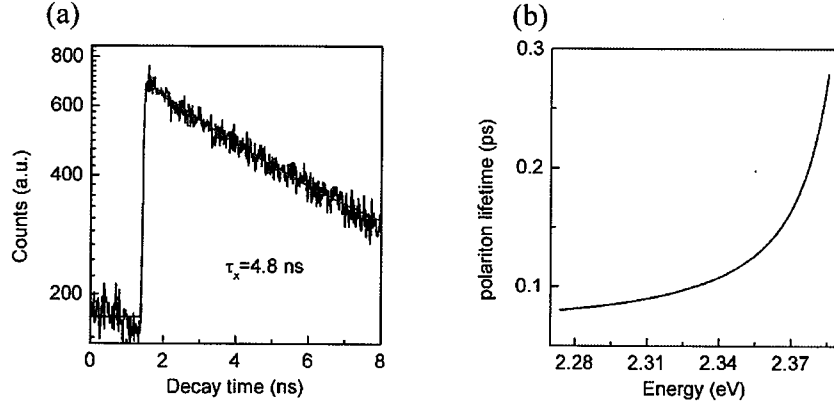 (a)
800
600
400
200
Counts (a.u.)
τx=4.8 ns
0
2
4
6
8
Decay time (ns)
(b)
0.3
0.2
0.1
polariton lifetime (ps)
2.28
2.31
2.34
2.37
Energy (eV)